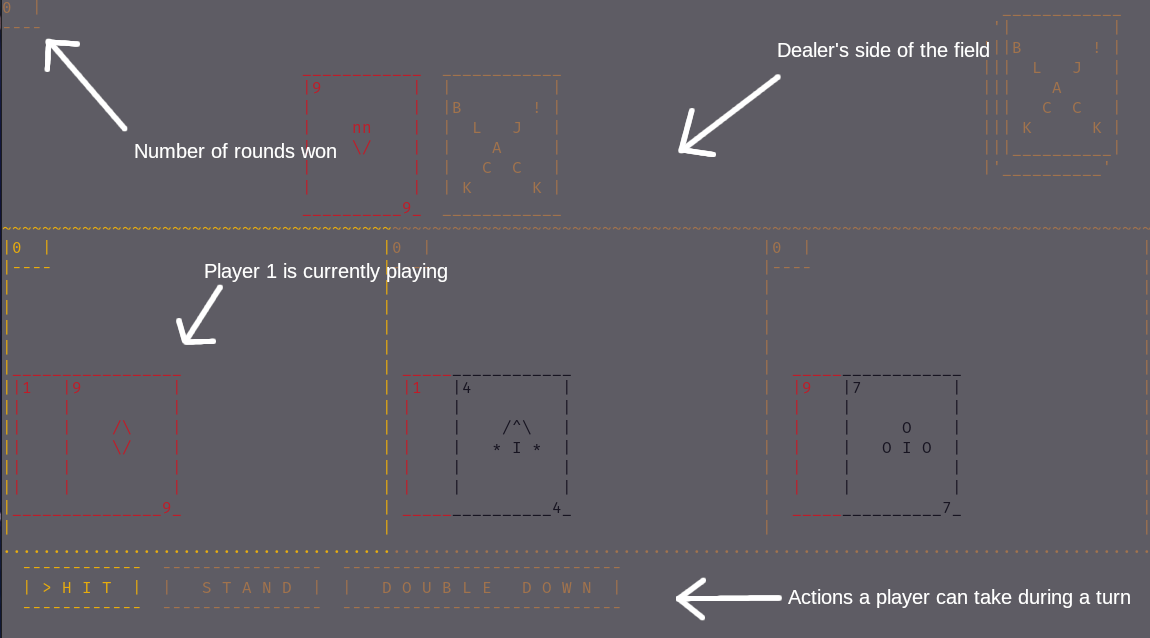 0 |
Dealer's side of the field
B !
L J
A
C C
K K
9
nn
\/
9
B !
L J
A
C C
K K
Number of rounds won
0 |
0 |
0 |
Player 1 is currently playing
1 9
/\
\/
9
1 4
/^\
* I *
4
9 7
O
O I O
7
| > H I T | | S T A N D | | D O U B L E D O W N |
Actions a player can take during a turn